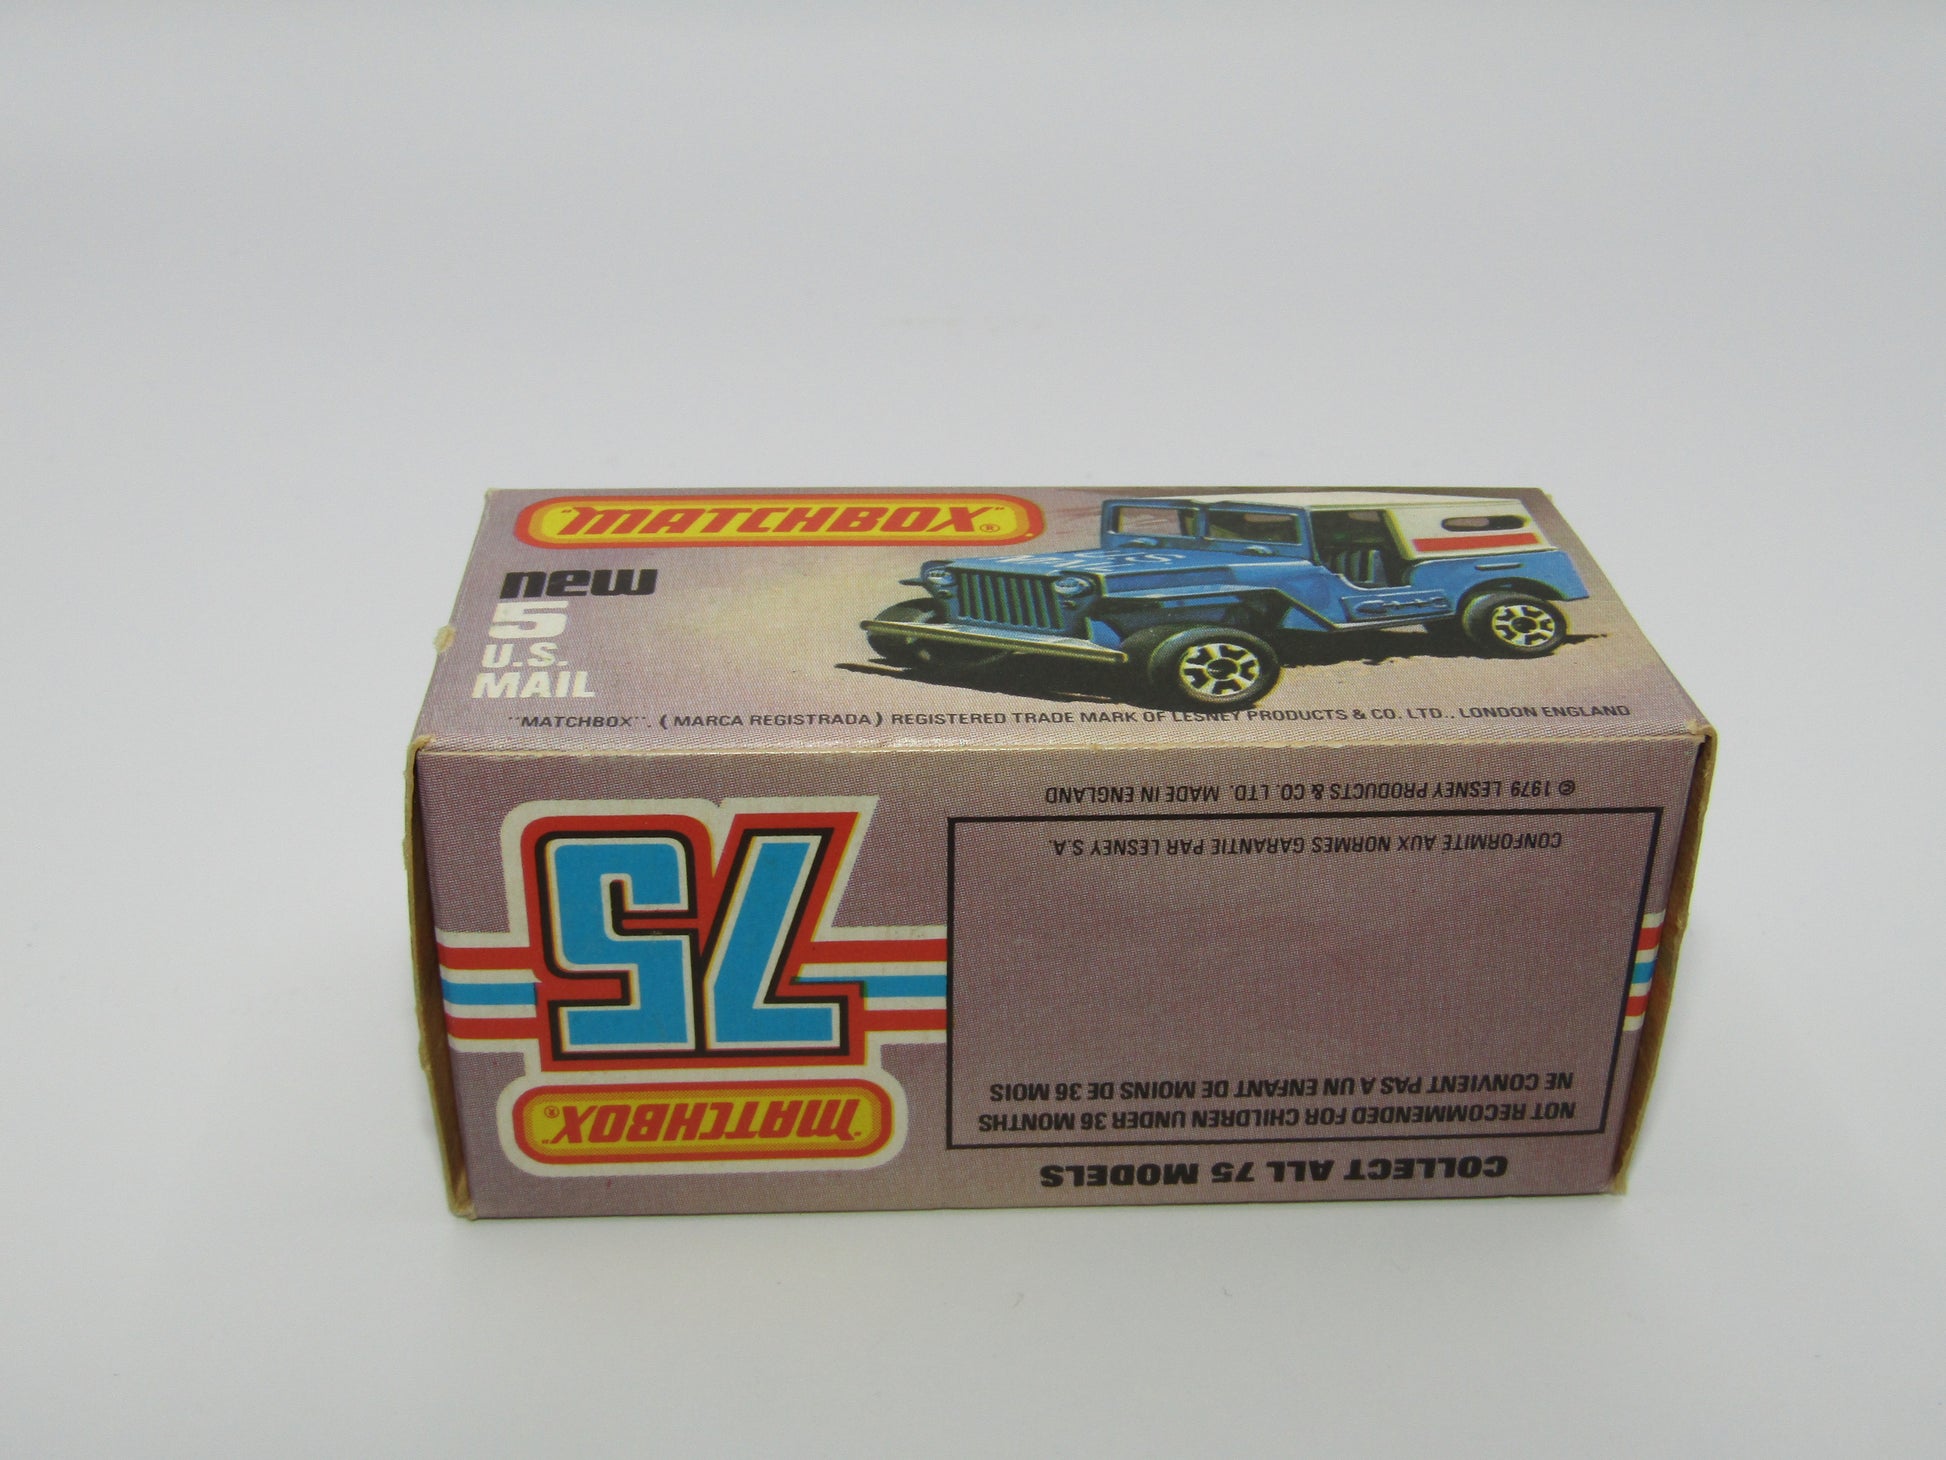 "MATCHBOX"®
new
5
U.S.
MAIL
"MATCHBOX". (MARCA REGISTRADA) REGISTERED TRADE MARK OF LESNEY PRODUCTS & CO. LTD.. LONDON ENGLAND
COLLECT ALL 75 MODELS
NOT RECOMMENDED FOR CHILDREN UNDER 36 MONTHS
NE CONVIENT PAS A UN ENFANT DE MOINS DE 36 MOIS
CONFORMITÉ AUX NORMES GARANTIE PAR LESNEY S.A.
© 1979 LESNEY PRODUCTS & CO. LTD. MADE IN ENGLAND
"MATCHBOX"®
75